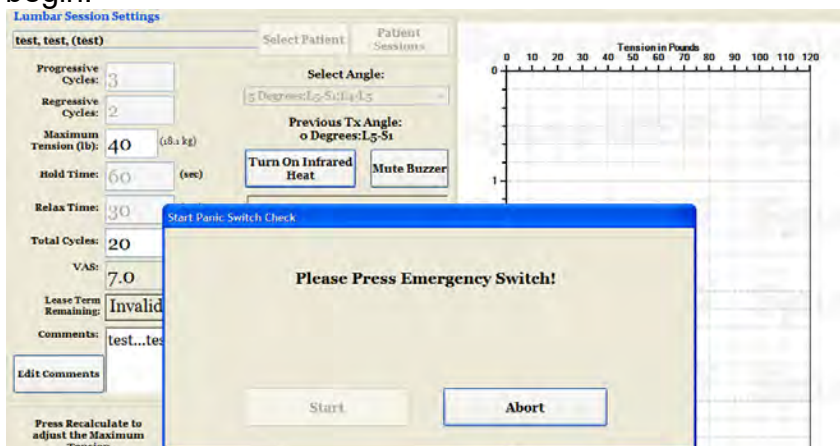 begin.
Lumbar Session Settings
test, test, (test)
Select Patient
Patient Sessions
Progressive Cycles:
3
Select Angle:
Regressive Cycles:
2
5 Degrees:L5-S1;L4-L5
Previous Tx Angle:
0 Degrees:L5-S1
Maximum Tension (lb):
40
(18.1 kg)
Turn On Infrared Heat
Mute Buzzer
Hold Time:
60
(sec)
Relax Time:
30
Total Cycles:
20
VAS:
7.0
Lease Term Remaining:
Invalid
Comments:
test...tes
Edit Comments
Press Recalculate to
adjust the Maximum
Tension
Start Panic Switch Check
Please Press Emergency Switch!
Start
Abort
Tension in Pounds
0 10 20 30 40 50 60 70 80 90 100 110 120
0
1